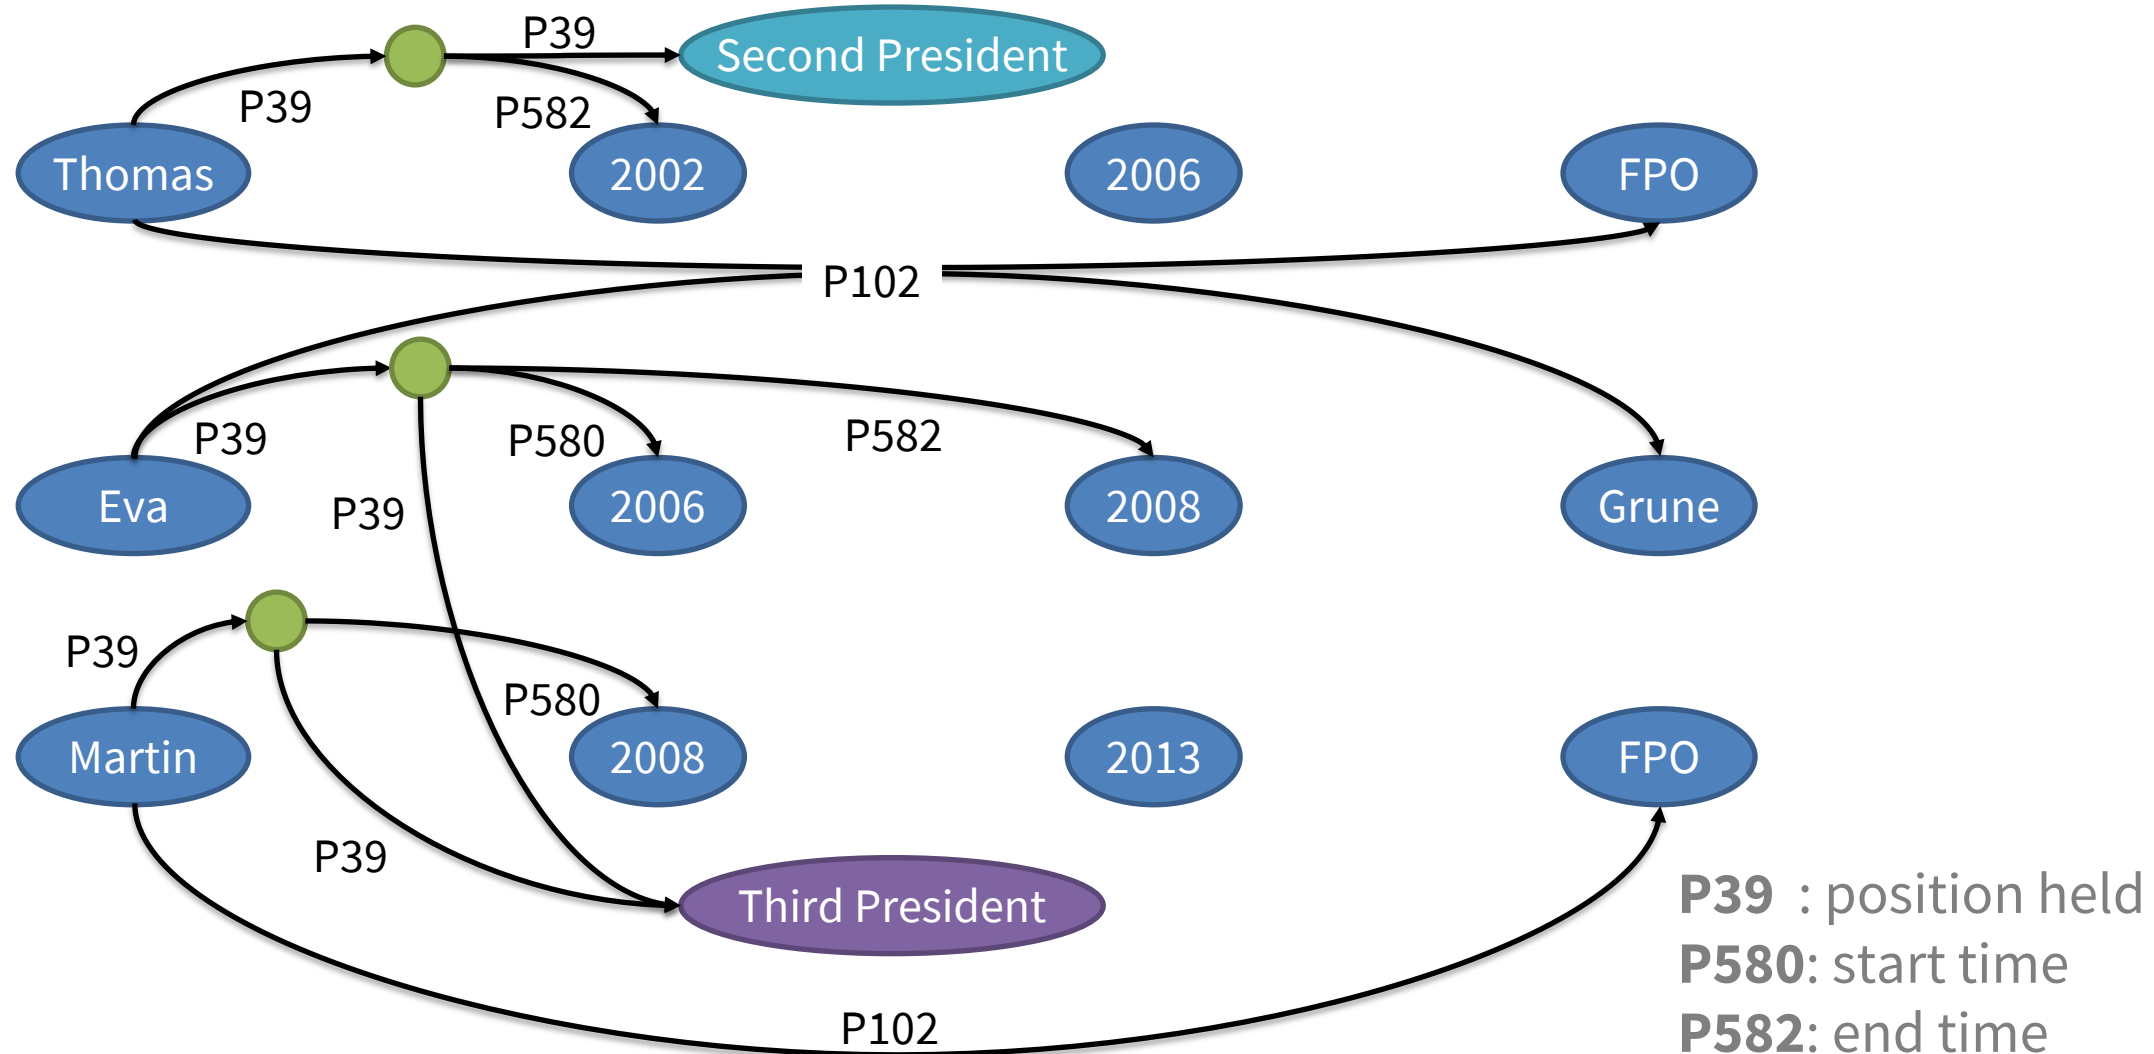 P39
Second President
P39
P582
Thomas
2002
2006
FPO
P102
P39
P580
P582
Eva
2006
2008
Grune
P39
P39
P580
Martin
2008
2013
FPO
P39
Third President
P102
P39 : position held
P580: start time
P582: end time